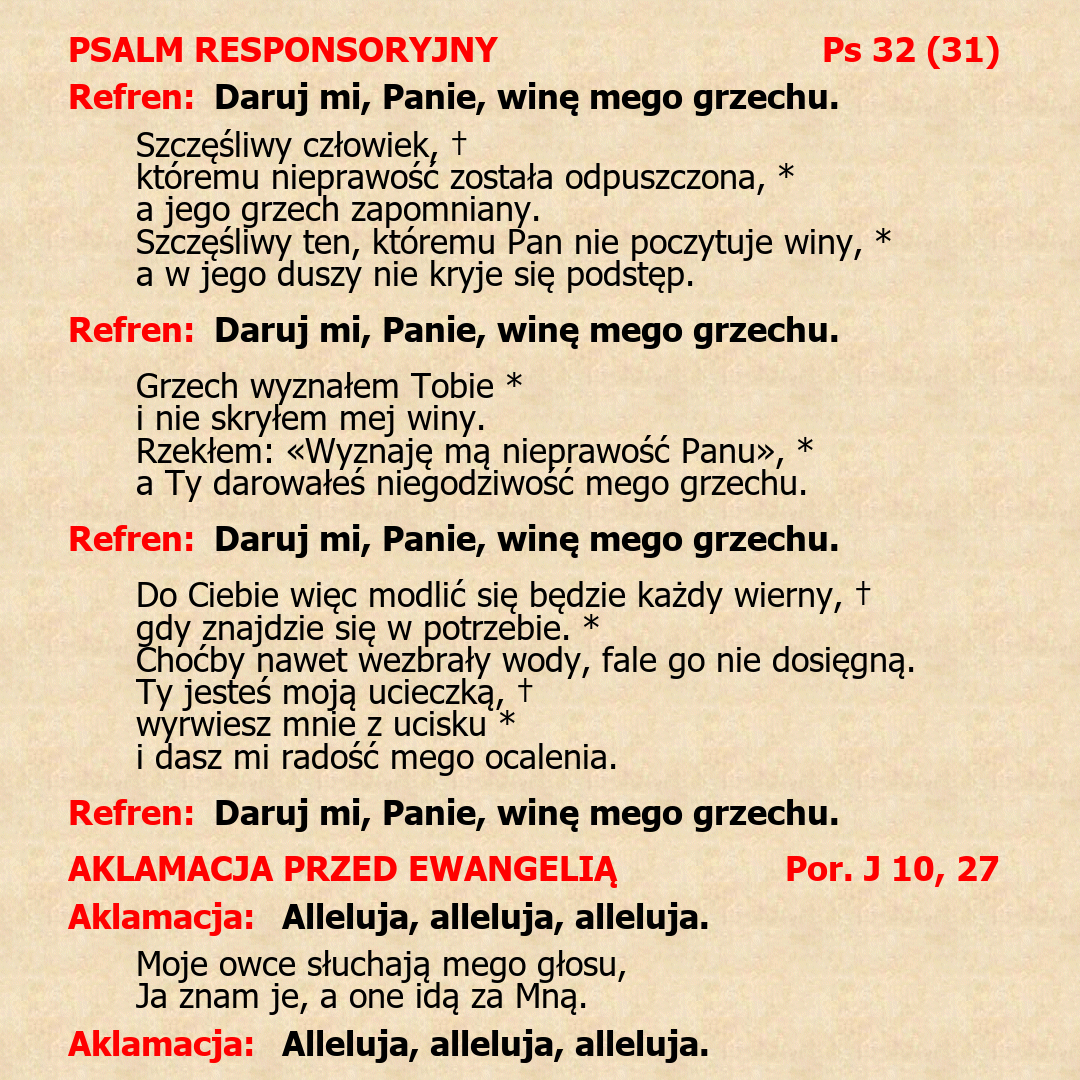 PSALM RESPONSORYJNY Ps 32 (31)
Refren: Daruj mi, Panie, winę mego grzechu.
Szczęśliwy człowiek, †
któremu nieprawość została odpuszczona, *
a jego grzech zapomniany.
Szczęśliwy ten, któremu Pan nie poczytuje winy, *
a w jego duszy nie kryje się podstęp.
Refren: Daruj mi, Panie, winę mego grzechu.
Grzech wyznałem Tobie *
i nie skryłem mej winy.
Rzekłem: «Wyznaję mą nieprawość Panu», *
a Ty darowałeś niegodziwość mego grzechu.
Refren: Daruj mi, Panie, winę mego grzechu.
Do Ciebie więc modlić się będzie każdy wierny, †
gdy znajdzie się w potrzebie. *
Choćby nawet wezbrały wody, fale go nie dosięgną.
Ty jesteś moją ucieczką, †
wyrwiesz mnie z ucisku *
i dasz mi radość mego ocalenia.
Refren: Daruj mi, Panie, winę mego grzechu.
AKLAMACJA PRZED EWANGELIĄ Por. J 10, 27
Aklamacja: Alleluja, alleluja, alleluja.
Moje owce słuchają mego głosu,
Ja znam je, a one idą za Mną.
Aklamacja: Alleluja, alleluja, alleluja.